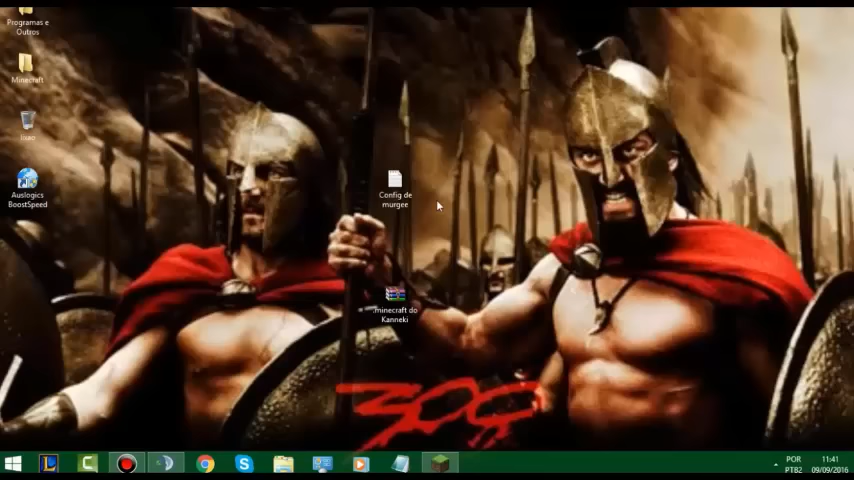 Programas e
Outros
Minecraft
lixao
Auslogics
BoostSpeed
Config de
murgee
.minecraft do
Kanneki
300
POR
PTB2
11:41
09/09/2016